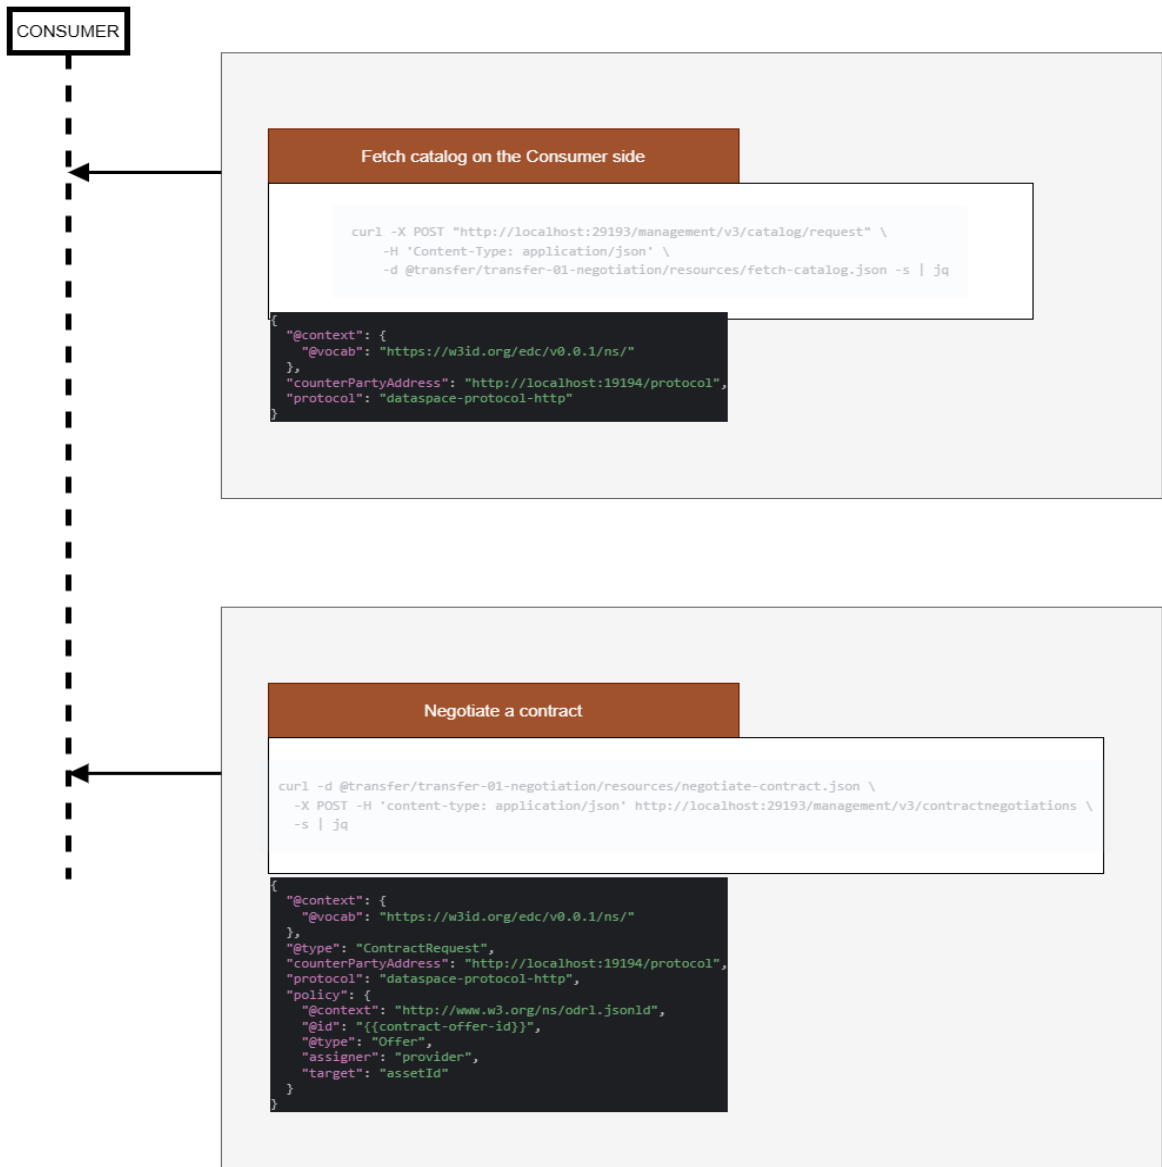 CONSUMER
Fetch catalog on the Consumer side
curl -X POST "http://localhost:29193/management/v3/catalog/request" \
-H 'Content-Type: application/json' \
-d @transfer/transfer-01-negotiation/resources/fetch-catalog.json -s | jq
{
"@context": {
"@vocab": "https://w3id.org/edc/v0.0.1/ns/"
},
"counterPartyAddress": "http://localhost:19194/protocol",
"protocol": "dataspace-protocol-http"
}
Negotiate a contract
curl -d @transfer/transfer-01-negotiation/resources/negotiate-contract.json \
-X POST -H 'content-type: application/json' http://localhost:29193/management/v3/contractnegotiations \
-s | jq
{
"@context": {
"@vocab": "https://w3id.org/edc/v0.0.1/ns/"
},
"@type": "ContractRequest",
"counterPartyAddress": "http://localhost:19194/protocol",
"protocol": "dataspace-protocol-http",
"policy": {
"@context": "http://www.w3.org/ns/odrl.jsonld",
"@id": "{{contract-offer-id}}",
"@type": "Offer",
"assigner": "provider",
"target": "assetId"
}
}